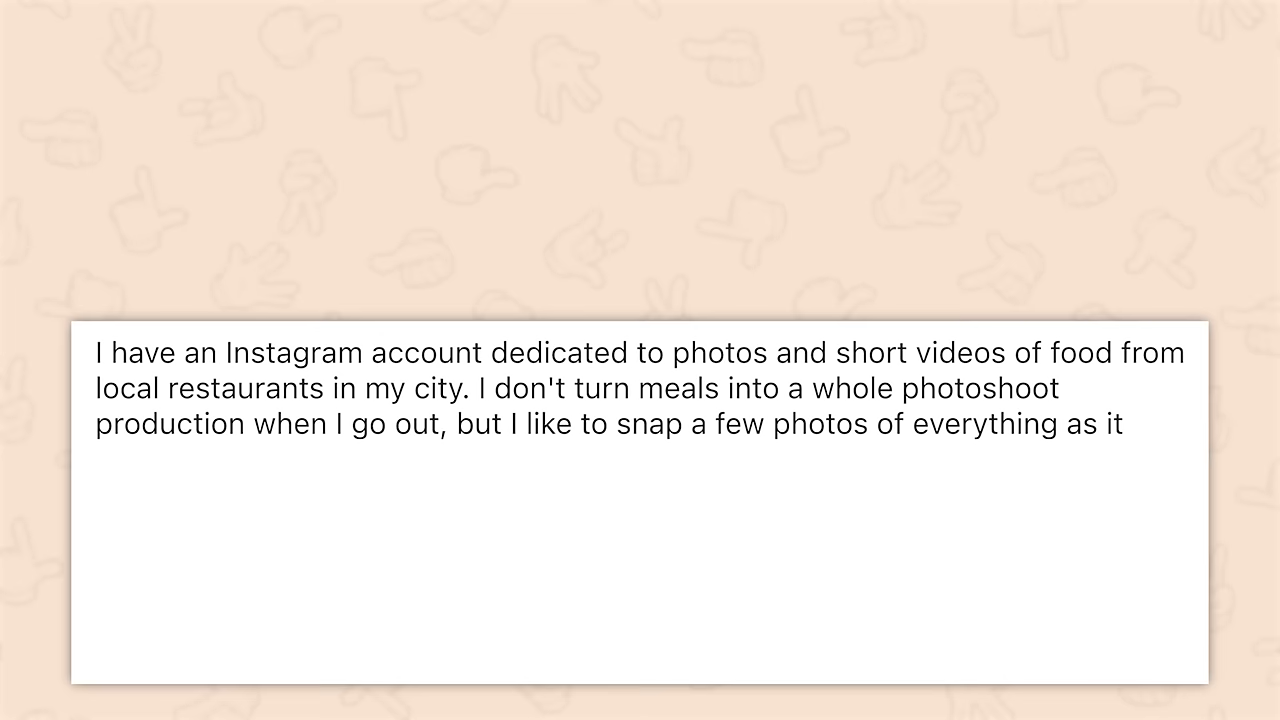 I have an Instagram account dedicated to photos and short videos of food from
local restaurants in my city. I don't turn meals into a whole photoshoot
production when I go out, but I like to snap a few photos of everything as it